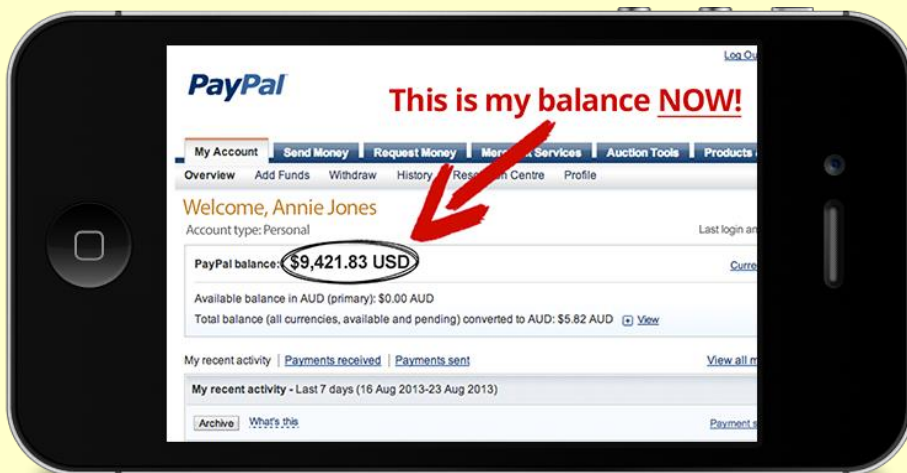 Log Ou
PayPal
This is my balance NOW!
My Account Send Money Request Money Merchant Services Auction Tools Products
Overview Add Funds Withdraw History Resolution Centre Profile
Welcome, Annie Jones
Account type: Personal
Last login an
PayPal balance: $9,421.83 USD
Curre
Available balance in AUD (primary): $0.00 AUD
Total balance (all currencies, available and pending) converted to AUD: $5.82 AUD View
My recent activity | Payments received | Payments sent
View all m
My recent activity - Last 7 days (16 Aug 2013-23 Aug 2013)
Archive What's this
Payment s